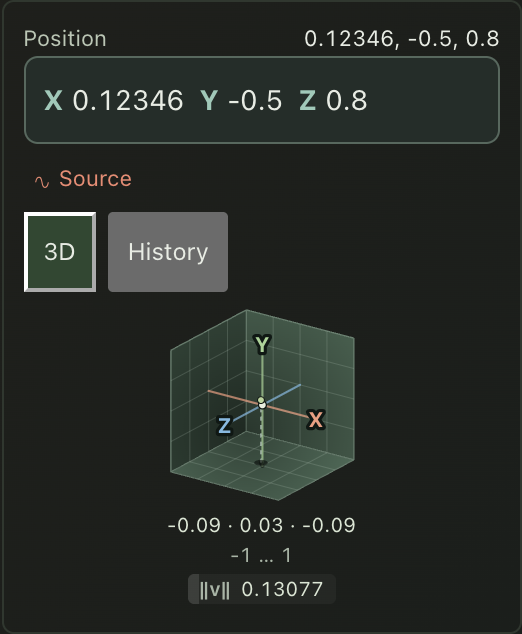 Position 0.12346, -0.5, 0.8
X 0.12346 Y -0.5 Z 0.8
∿ Source
3D History
Y
Z X
-0.09 · 0.03 · -0.09
-1 … 1
‖v‖ 0.13077